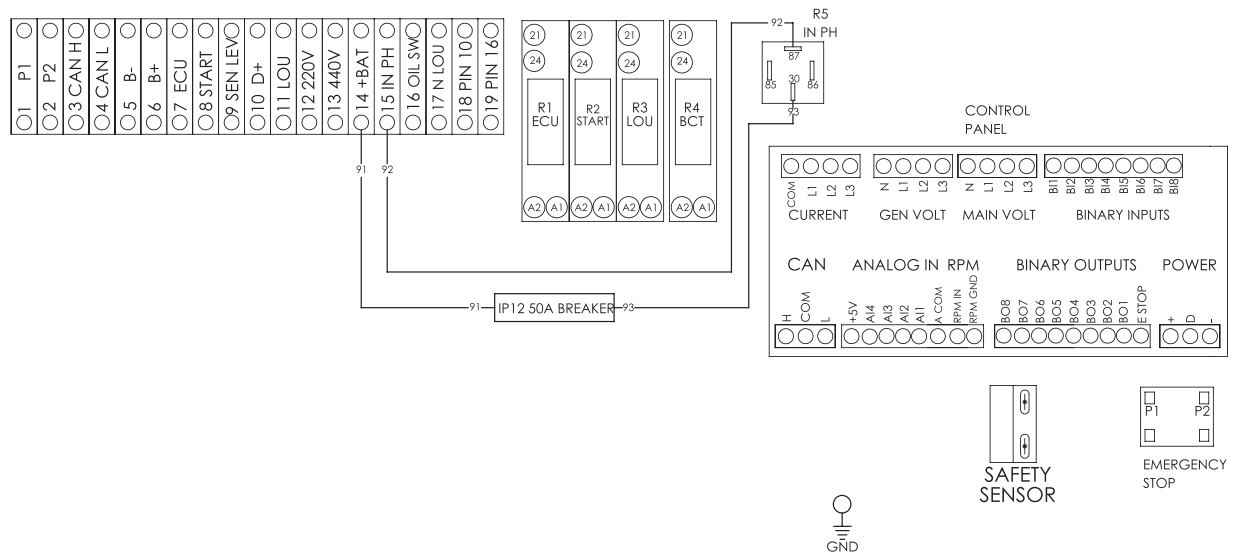 1 P1
2 P2
3 CAN H
4 CAN L
5 B-
6 B+
7 ECU
8 START
9 SEN LEV
10 D+
11 LOU
12 220V
13 440V
14 +BAT
15 IN PH
16 OIL SW
17 N LOU
18 PIN 10
19 PIN 16
21
24
R1
ECU
A2 A1
21
24
R2
START
A2 A1
21
24
R3
LOU
A2 A1
21
24
R4
BCT
A2 A1
92
R5
IN PH
87
85
30
86
93
91
92
91
IP12 50A BREAKER
93
CONTROL
PANEL
COM
L1
L2
L3
CURRENT
N
L1
L2
L3
GEN VOLT
N
L1
L2
L3
MAIN VOLT
BI1
BI2
BI3
BI4
BI5
BI6
BI7
BI8
BINARY INPUTS
CAN
H
COM
L
ANALOG IN RPM
+5V
AI4
AI3
AI2
AI1
A COM
RPM IN
RPM GND
BINARY OUTPUTS
BO8
BO7
BO6
BO5
BO4
BO3
BO2
BO1
E STOP
POWER
+
D
-
SAFETY
SENSOR
P1
P2
EMERGENCY
STOP
GND